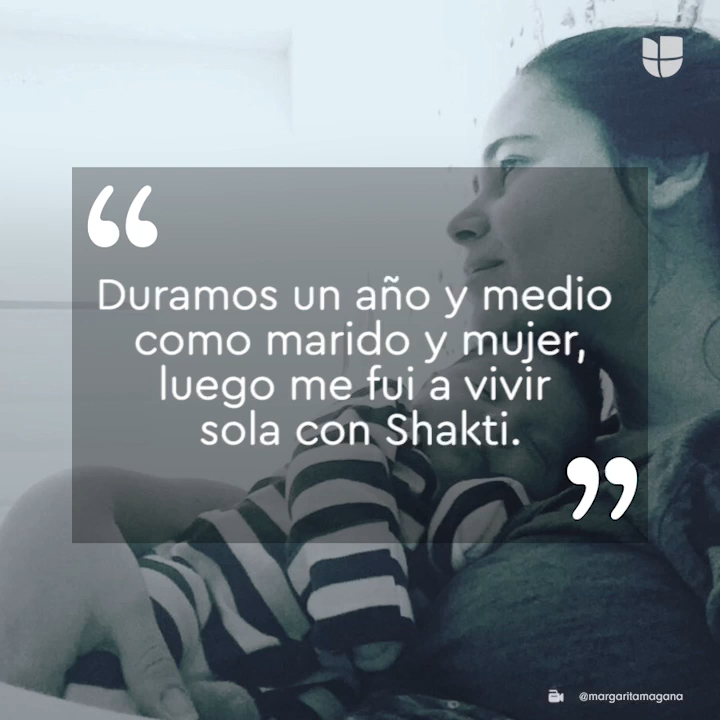 “
Duramos un año y medio
como marido y mujer,
luego me fui a vivir
sola con Shakti.
”
@margaritamagana